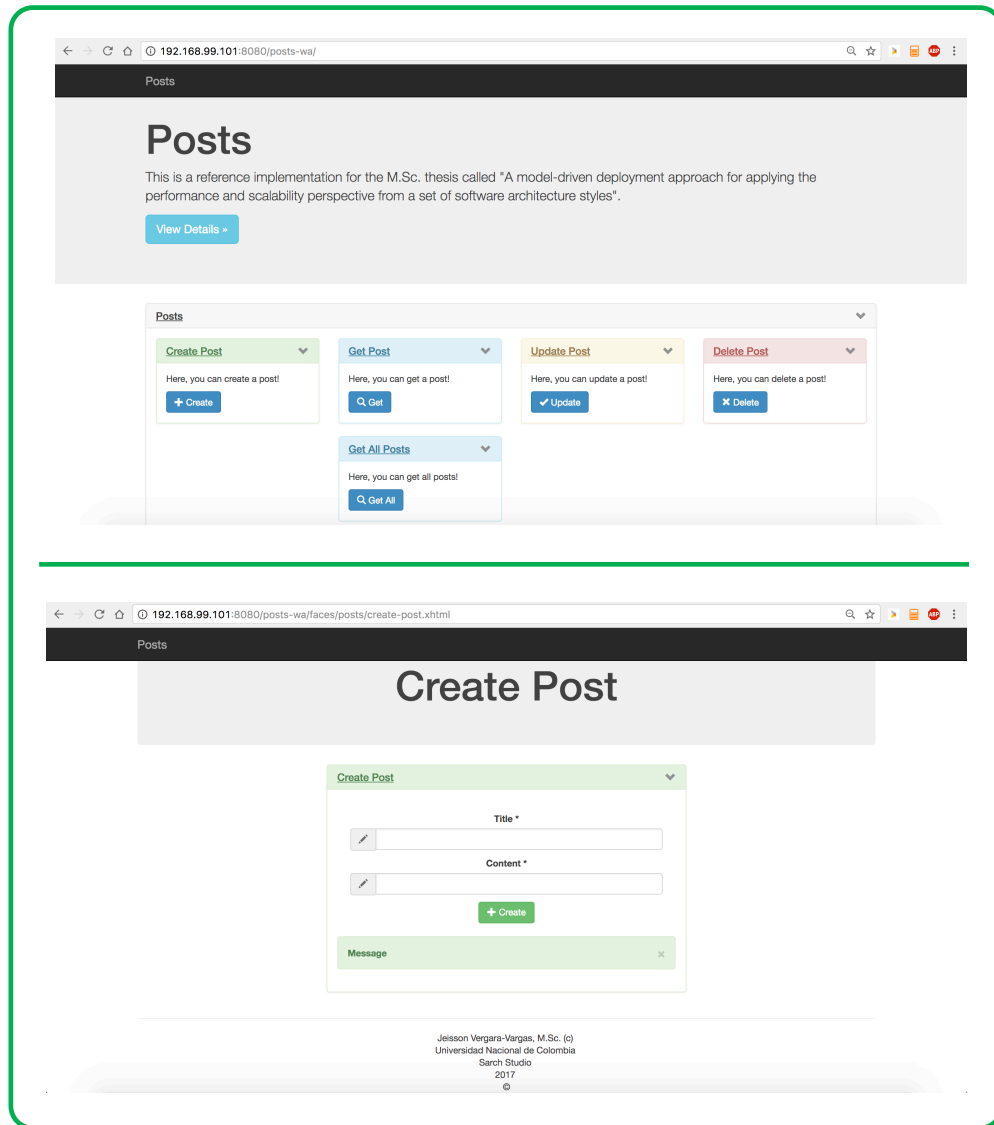 192.168.99.101:8080/posts-wa/
ABP
Posts
Posts
This is a reference implementation for the M.Sc. thesis called "A model-driven deployment approach for applying the
performance and scalability perspective from a set of software architecture styles".
View Details »
Posts
Create Post
Get Post
Update Post
Delete Post
Here, you can create a post!
Here, you can get a post!
Here, you can update a post!
Here, you can delete a post!
Create
Get
Update
Delete
Get All Posts
Here, you can get all posts!
Get All
192.168.99.101:8080/posts-wa/faces/posts/create-post.xhtml
ABP
Posts
Create Post
Create Post
Title *
Content *
Create
Message
Jeisson Vergara-Vargas, M.Sc. (c)
Universidad Nacional de Colombia
Sarch Studio
2017
©